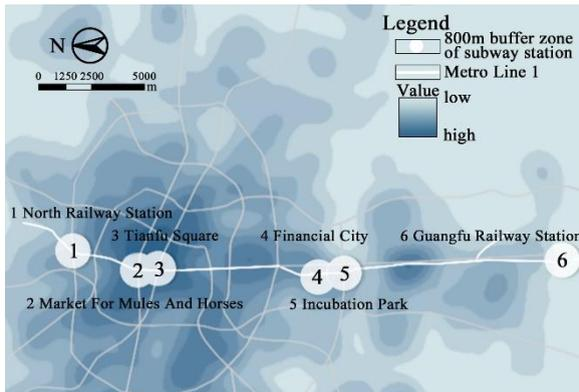 N
0 1250 2500 5000
m
Legend
800m buffer zone
of subway station
Metro Line 1
Value
low
high
1 North Railway Station
3 Tianfu Square
4 Financial City
6 Guangfu Railway Station
1
2
3
4
5
6
2 Market For Mules And Horses
5 Incubation Park